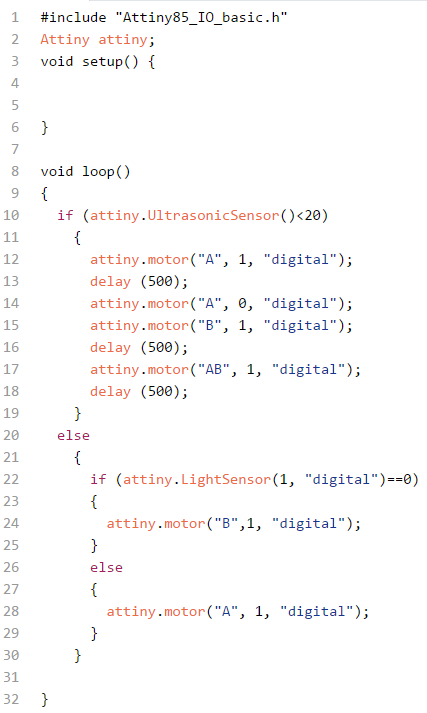 1 #include "Attiny85_IO_basic.h"
2 Attiny attiny;
3 void setup() {
4
5
6 }
7
8 void loop()
9 {
10 if (attiny.UltrasonicSensor()<20)
11 {
12 attiny.motor("A", 1, "digital");
13 delay (500);
14 attiny.motor("A", 0, "digital");
15 attiny.motor("B", 1, "digital");
16 delay (500);
17 attiny.motor("AB", 1, "digital");
18 delay (500);
19 }
20 else
21 {
22 if (attiny.LightSensor(1, "digital")==0)
23 {
24 attiny.motor("B",1, "digital");
25 }
26 else
27 {
28 attiny.motor("A", 1, "digital");
29 }
30 }
31
32 }